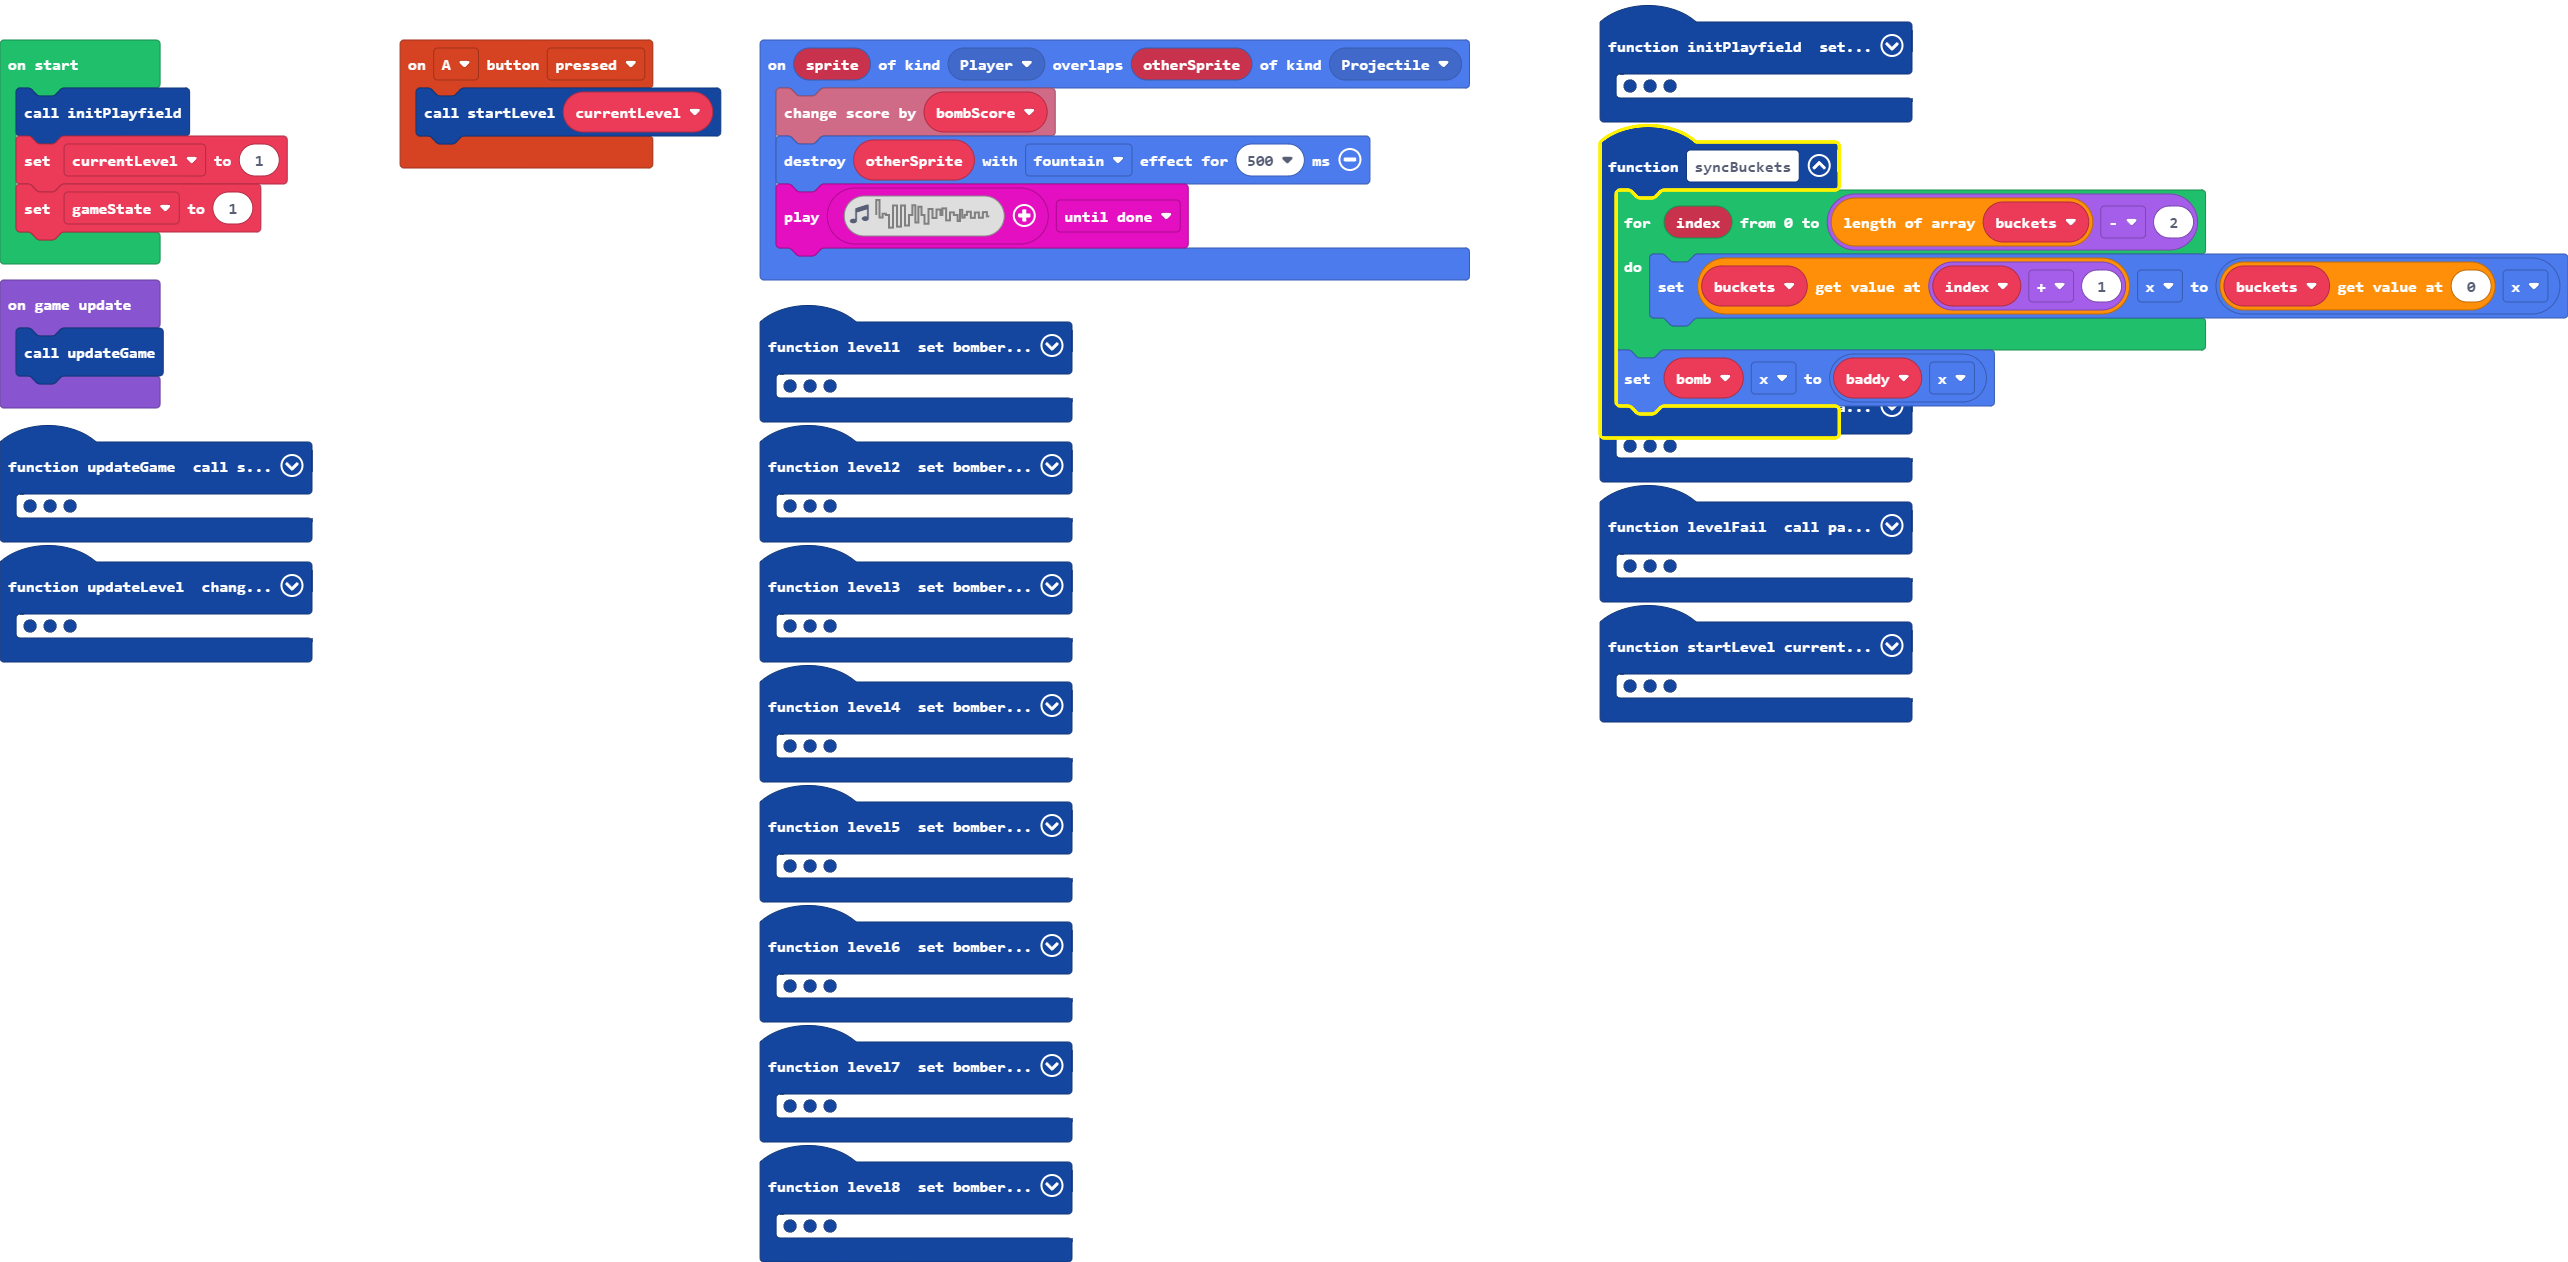 on start
call initPlayfield
set currentLevel to 1
set gameState to 1
on game update
call updateGame
function updateGame call s...
function updateLevel chang...
on A button pressed
call startLevel currentLevel
on sprite of kind Player overlaps otherSprite of kind Projectile
change score by bombScore
destroy otherSprite with fountain effect for 500 ms
play until done
function level1 set bomber...
function level2 set bomber...
function level3 set bomber...
function level4 set bomber...
function level5 set bomber...
function level6 set bomber...
function level7 set bomber...
function level8 set bomber...
function initPlayfield set...
function syncBuckets
for index from 0 to length of array buckets - 2
do
set buckets get value at index + 1 x to buckets get value at 0 x
set bomb x to baddy x
function levelFail call pa...
function startLevel current...